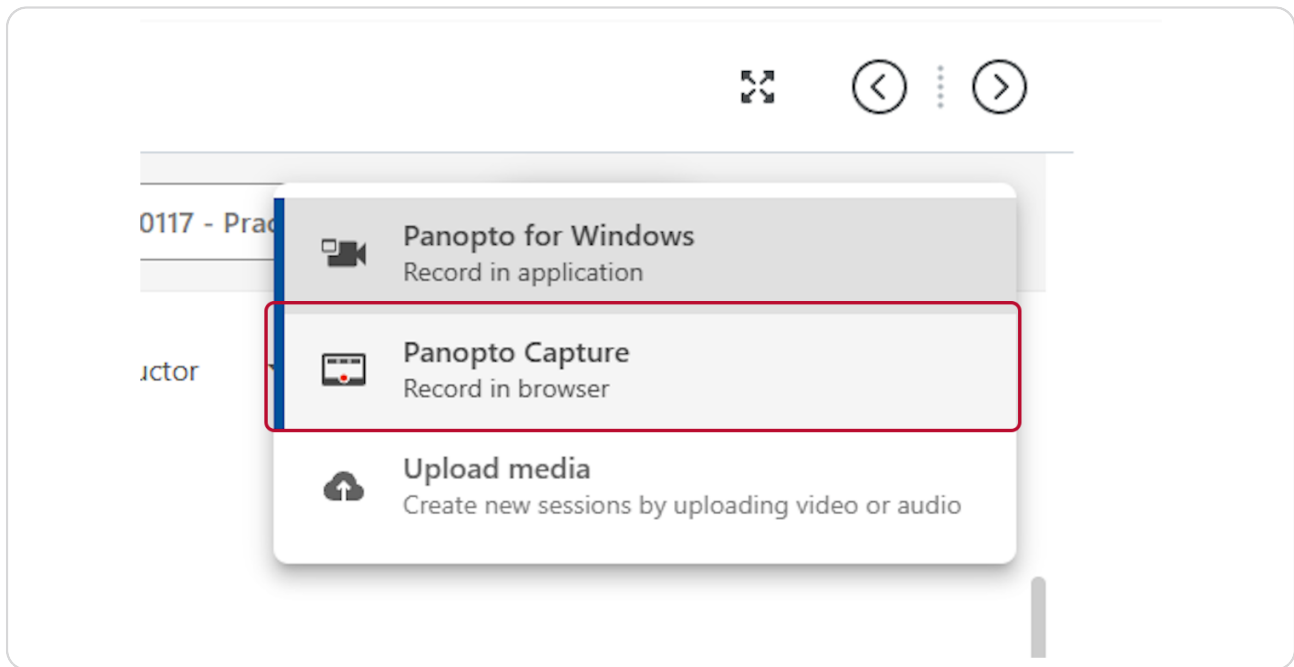 0117 - Prac
Panopto for Windows
Record in application
uctor
Panopto Capture
Record in browser
Upload media
Create new sessions by uploading video or audio